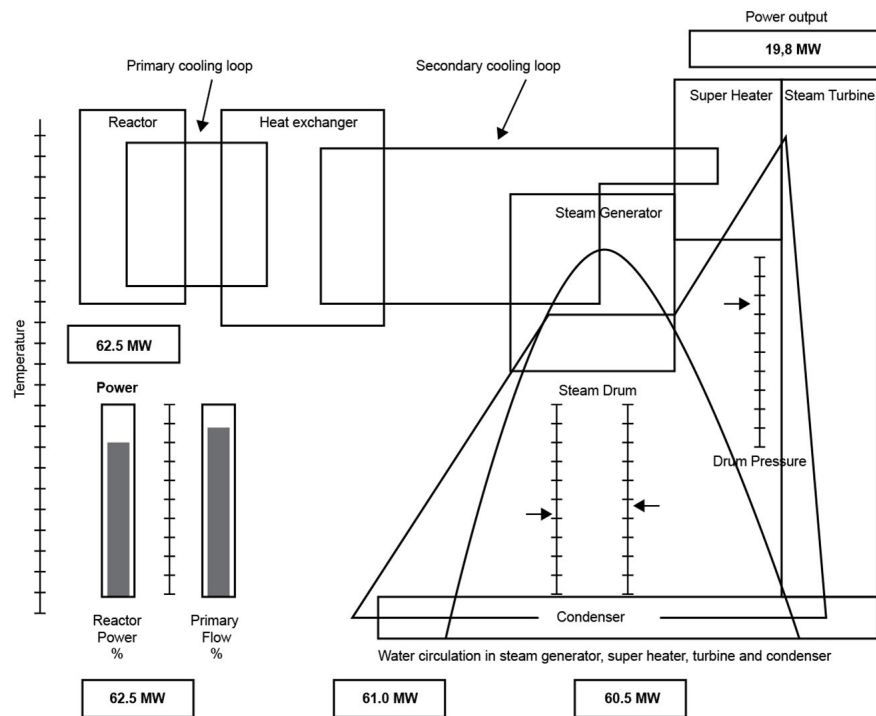 Power output
19,8 MW
Primary cooling loop
Secondary cooling loop
Super Heater
Steam Turbine
Reactor
Heat exchanger
Steam Generator
Temperature
62.5 MW
Power
Steam Drum
Drum Pressure
Reactor
Power
%
Primary
Flow
%
Condenser
Water circulation in steam generator, super heater, turbine and condenser
62.5 MW
61.0 MW
60.5 MW